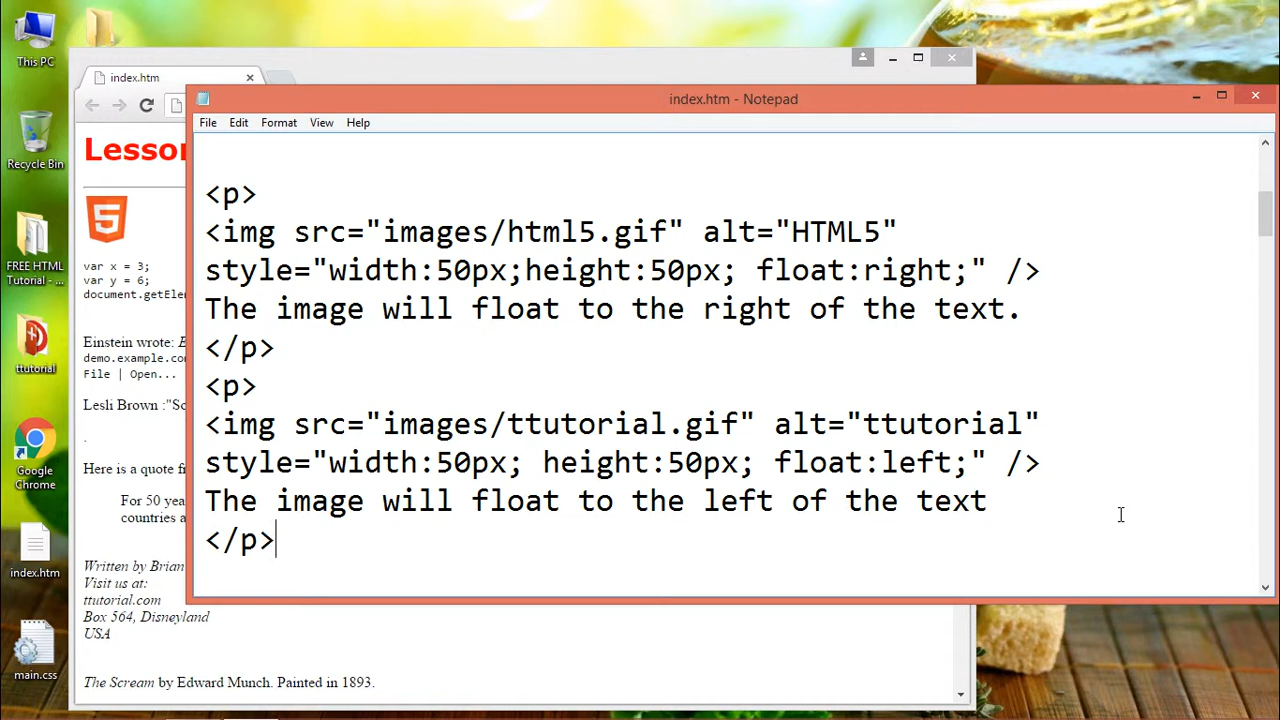 This PC
Recycle Bin
FREE HTML
Tutorial - ...
ttutorial
Google
Chrome
index.htm
main.css
index.htm
Lesson
5
var x = 3;
var y = 6;
document.getElem
Einstein wrote:
demo.example.co
File | Open...
Lesli Brown :"So
.
Here is a quote f
For 50 yea
countries a
Written by Brian
Visit us at:
ttutorial.com
Box 564, Disneyland
USA
The Scream by Edward Munch. Painted in 1893.
index.htm - Notepad
File Edit Format View Help
<p>
<img src="images/html5.gif" alt="HTML5"
style="width:50px;height:50px; float:right;" />
The image will float to the right of the text.
</p>
<p>
<img src="images/ttutorial.gif" alt="ttutorial"
style="width:50px; height:50px; float:left;" />
The image will float to the left of the text
</p>